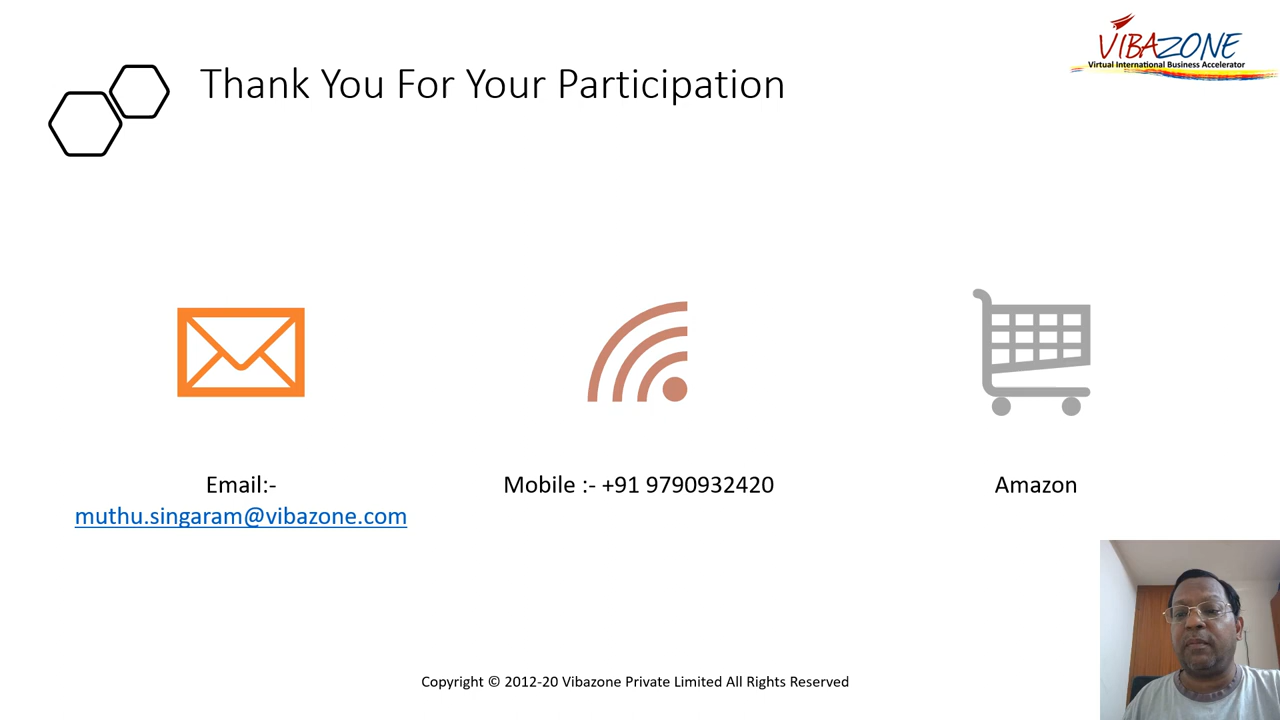 VIBAZONE
Virtual International Business Accelerator
Thank You For Your Participation
Email:-
muthu.singaram@vibazone.com
Mobile :- +91 9790932420
Amazon
Copyright © 2012-20 Vibazone Private Limited All Rights Reserved